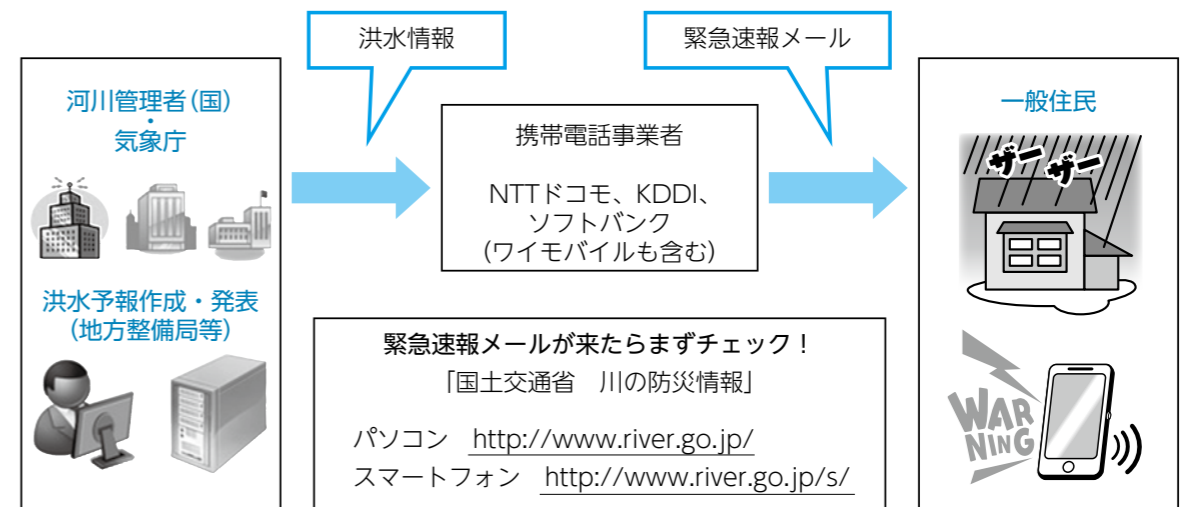 洪水情報
緊急速報メール
河川管理者(国)
・
気象庁
洪水予報作成・発表
(地方整備局等)
携帯電話事業者
NTTドコモ、KDDI、
ソフトバンク
(ワイモバイルも含む)
緊急速報メールが来たらまずチェック！
「国土交通省　川の防災情報」
パソコン　http://www.river.go.jp/
スマートフォン　http://www.river.go.jp/s/
一般住民
ザー
ザー
WAR
NING